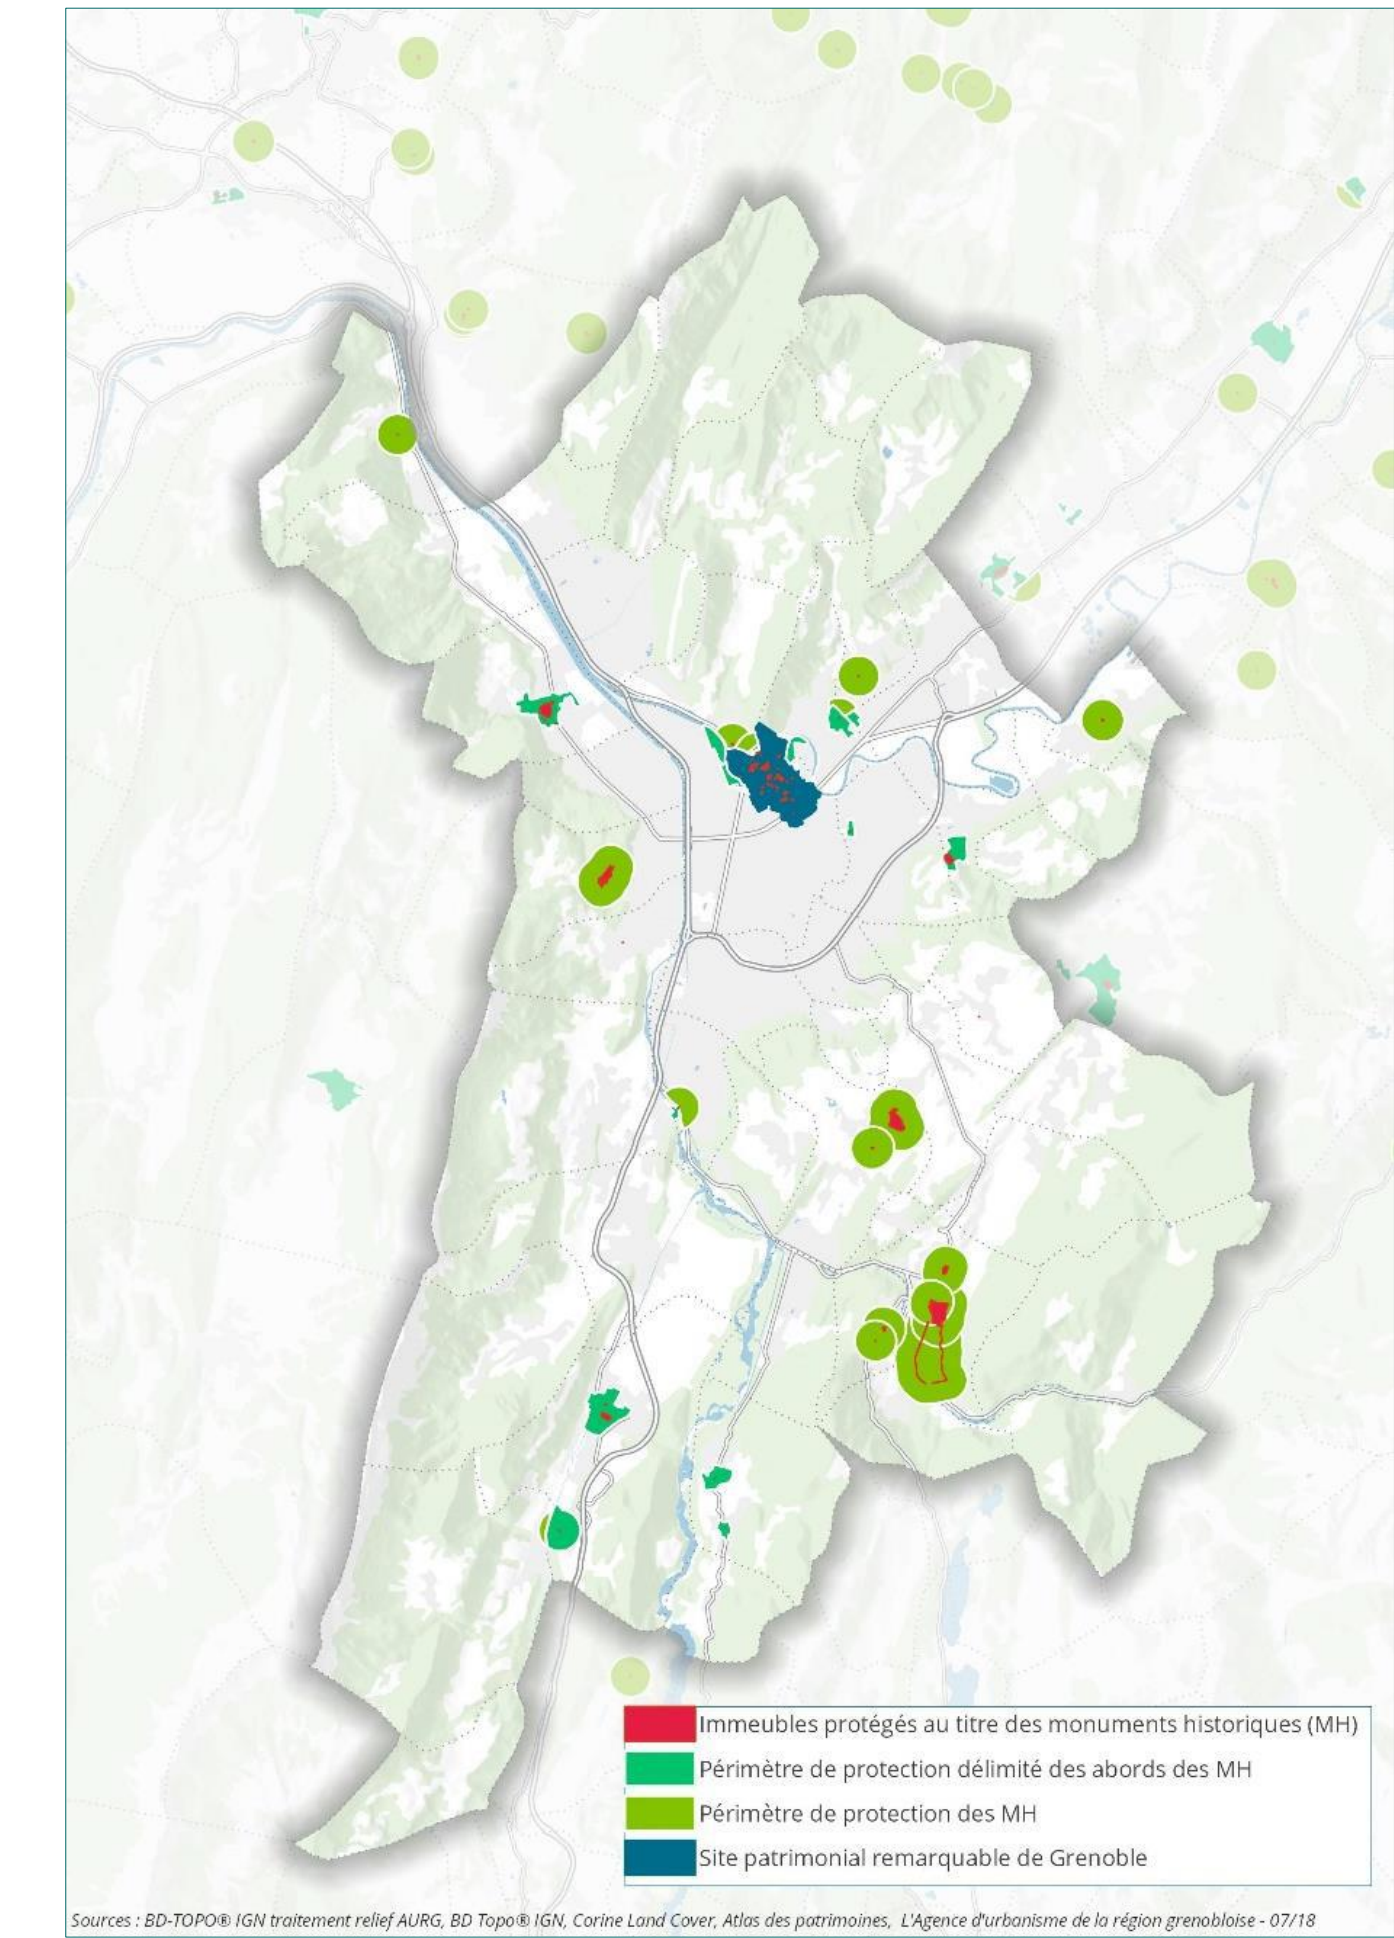 Immeubles protégés au titre des monuments historiques (MH)
Périmètre de protection délimité des abords des MH
Périmètre de protection des MH
Site patrimonial remarquable de Grenoble
Sources : BD-TOPO® IGN traitement relief AURG, BD Topo® IGN, Corine Land Cover, Atlas des patrimoines, L'Agence d'urbanisme de la région grenobloise - 07/18